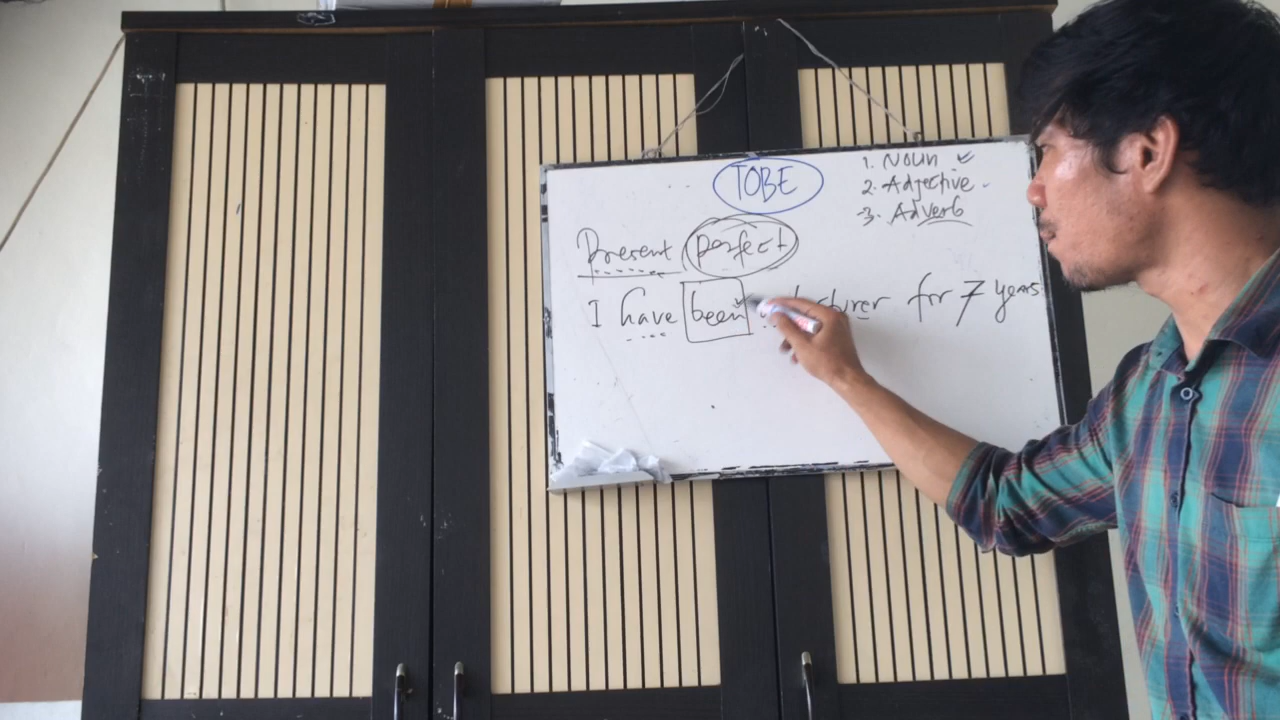 TOBE
1. Noun
2. Adjective
3. Adverb
Present perfect
I have been lecturer for 7 years